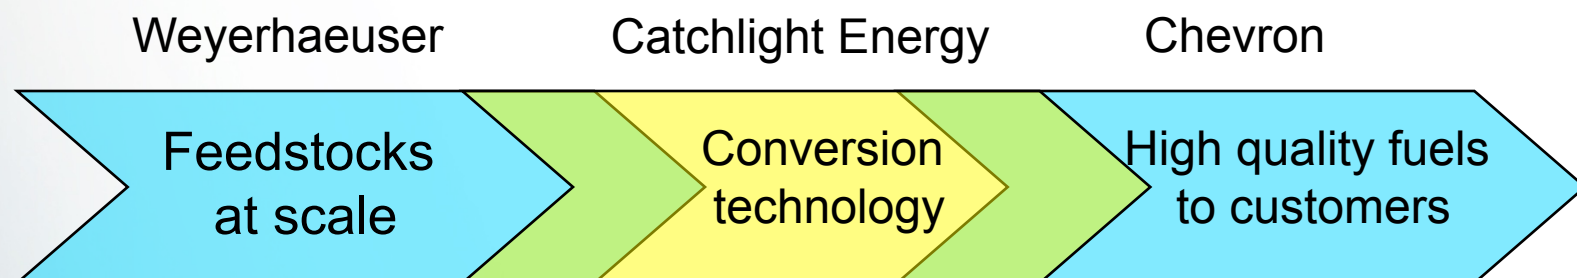 Weyerhaeuser
Catchlight Energy
Chevron
Feedstocks
at scale
Conversion
technology
High quality fuels
to customers